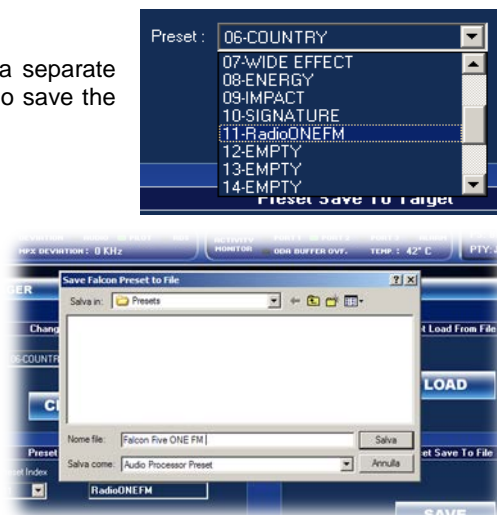 Preset : 06-COUNTRY
a separate
o save the
07-WIDE EFFECT
08-ENERGY
09-IMPACT
10-SIGNATURE
11-RadioONEFM
12-EMPTY
13-EMPTY
14-EMPTY
Preset Save To Target
MPX DEVIATION : 0 KHz
MONITOR ODA BUFFER OVF. TEMP : 42° C PTY:
GER
Save Falcon Preset to File
Salva in: Presets
Chang
t Load From File
06-COUNTR
LOAD
C
Nome file: Falcon Five ONE FM Salva
Preset
et Save To File
Salva come: Audio Processor Preset Annulla
et Index
RadioONEFM
SAVE